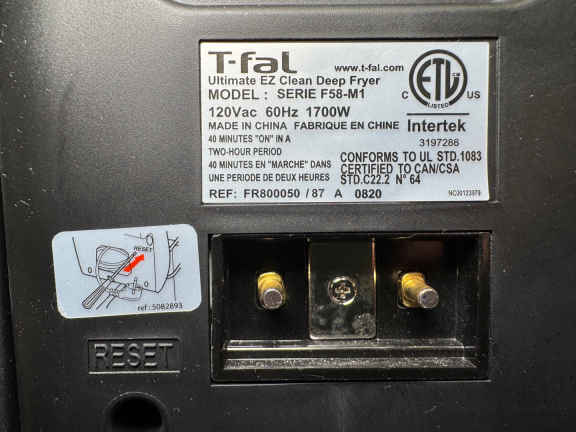 T-faL www.t-fal.com
Ultimate EZ Clean Deep Fryer
MODEL : SERIE F58-M1
120Vac 60Hz 1700W
MADE IN CHINA FABRIQUE EN CHINE
40 MINUTES "ON" IN A
TWO-HOUR PERIOD
40 MINUTES EN "MARCHE" DANS
UNE PERIODE DE DEUX HEURES
REF: FR800050 / 87 A 0820
ETL
CM
LISTED
C US
Intertek
3197286
CONFORMS TO UL STD.1083
CERTIFIED TO CAN/CSA
STD.C22.2 N° 64
RESET
ref:5082893
RESET